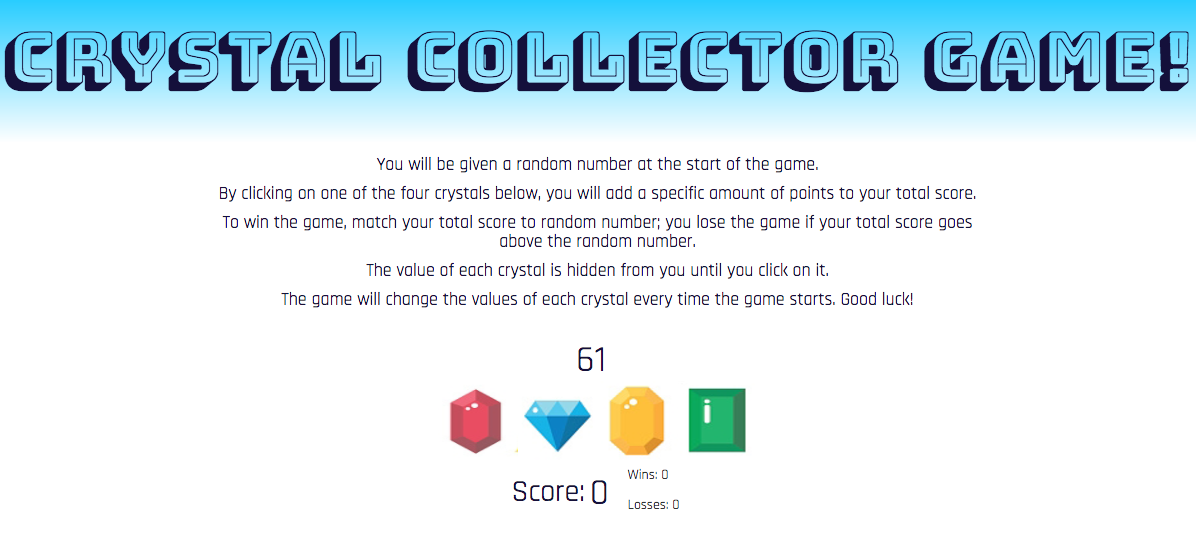 CRYSTAL COLLECTOR GAME!
You will be given a random number at the start of the game.
By clicking on one of the four crystals below, you will add a specific amount of points to your total score.
To win the game, match your total score to random number; you lose the game if your total score goes
above the random number.
The value of each crystal is hidden from you until you click on it.
The game will change the values of each crystal every time the game starts. Good luck!
61
Wins: 0
Score: 0
Losses: 0